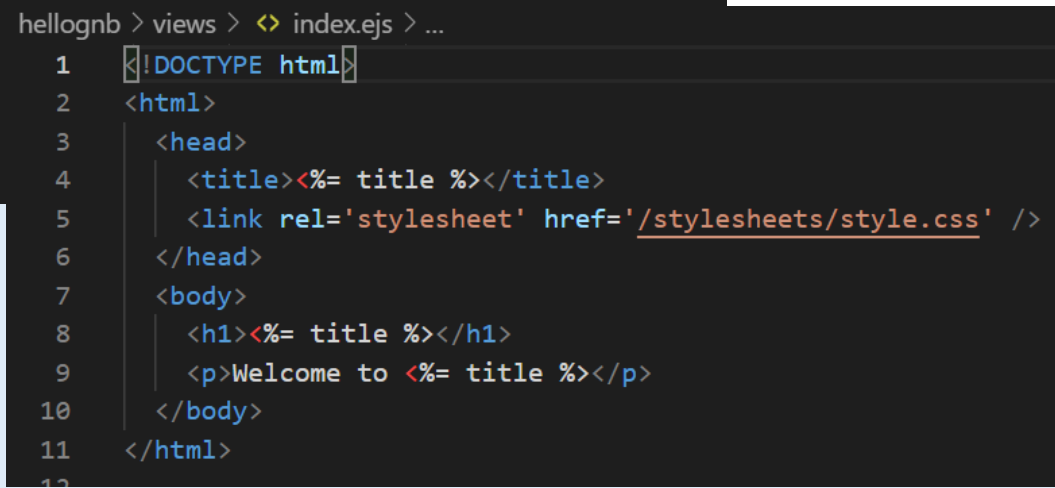 hellognb > views > <> index.ejs > ...
1 <!DOCTYPE html>
2 <html>
3 <head>
4 <title><%= title %></title>
5 <link rel='stylesheet' href='/stylesheets/style.css' />
6 </head>
7 <body>
8 <h1><%= title %></h1>
9 <p>Welcome to <%= title %></p>
10 </body>
11 </html>
12